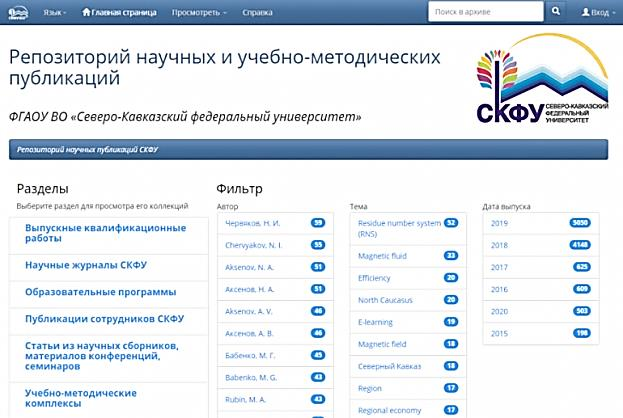 Язык
Главная страница
Просмотреть
Справка
Поиск в архиве
Вход
Репозиторий научных и учебно-методических
публикаций
ФГАОУ ВО «Северо-Кавказский федеральный университет»
СКФУ
СЕВЕРО-КАВКАЗСКИЙ
ФЕДЕРАЛЬНЫЙ
УНИВЕРСИТЕТ
Репозиторий научных публикаций СКФУ
Разделы
Выберите раздел для просмотра его коллекций
Выпускные квалификационные
работы
Научные журналы СКФУ
Образовательные программы
Публикации сотрудников СКФУ
Статьи из научных сборников,
материалов конференций,
семинаров
Учебно-методические
комплексы
Фильтр
Автор
Червяков, Н. И. 59
Chervyakov, N. I. 55
Aksenov, N. A. 51
Аксенов, Н. А. 51
Aksenov, A. V. 46
Аксенов, А. В. 46
Бабенко, М. Г. 45
Babenko, M. G. 43
Rubin, M. A. 43
Тема
Residue number system 52
(RNS)
Magnetic fluid 33
Efficiency 20
North Caucasus 20
E-learning 19
Magnetic field 18
Северный Кавказ 18
Region 17
Regional economy 17
Дата выпуска
2019 5050
2018 4148
2017 625
2016 609
2020 503
2015 198